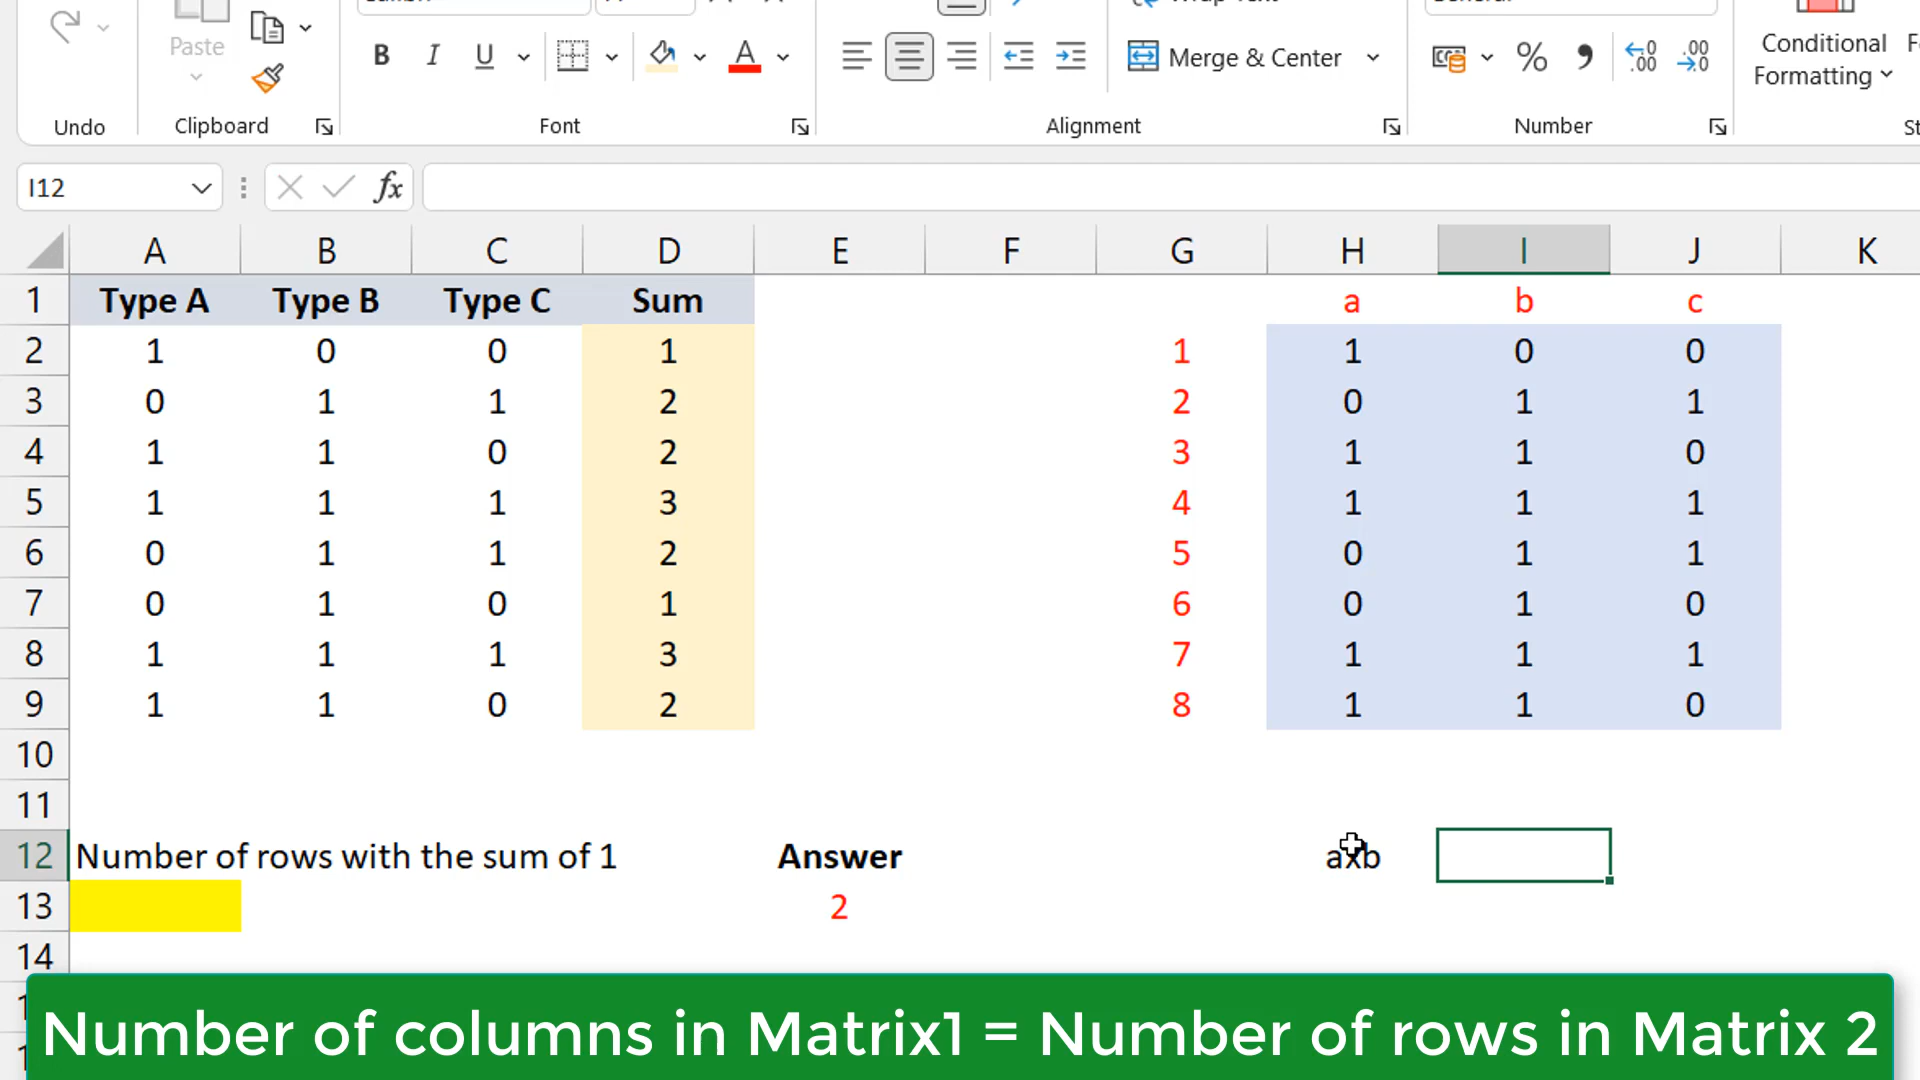 Paste
Merge & Center
Conditional
Formatting
.00
.00
Undo
Clipboard
Font
Alignment
Number
I12
fx
A B C D E F G H I J K
1 Type A Type B Type C Sum a b c
2 1 0 0 1 1 1 0 0
3 0 1 1 2 2 0 1 1
4 1 1 0 2 3 1 1 0
5 1 1 1 3 4 1 1 1
6 0 1 1 2 5 0 1 1
7 0 1 0 1 6 0 1 0
8 1 1 1 3 7 1 1 1
9 1 1 0 2 8 1 1 0
10
11
12 Number of rows with the sum of 1 Answer axb
13 2
14
Number of columns in Matrix1 = Number of rows in Matrix 2